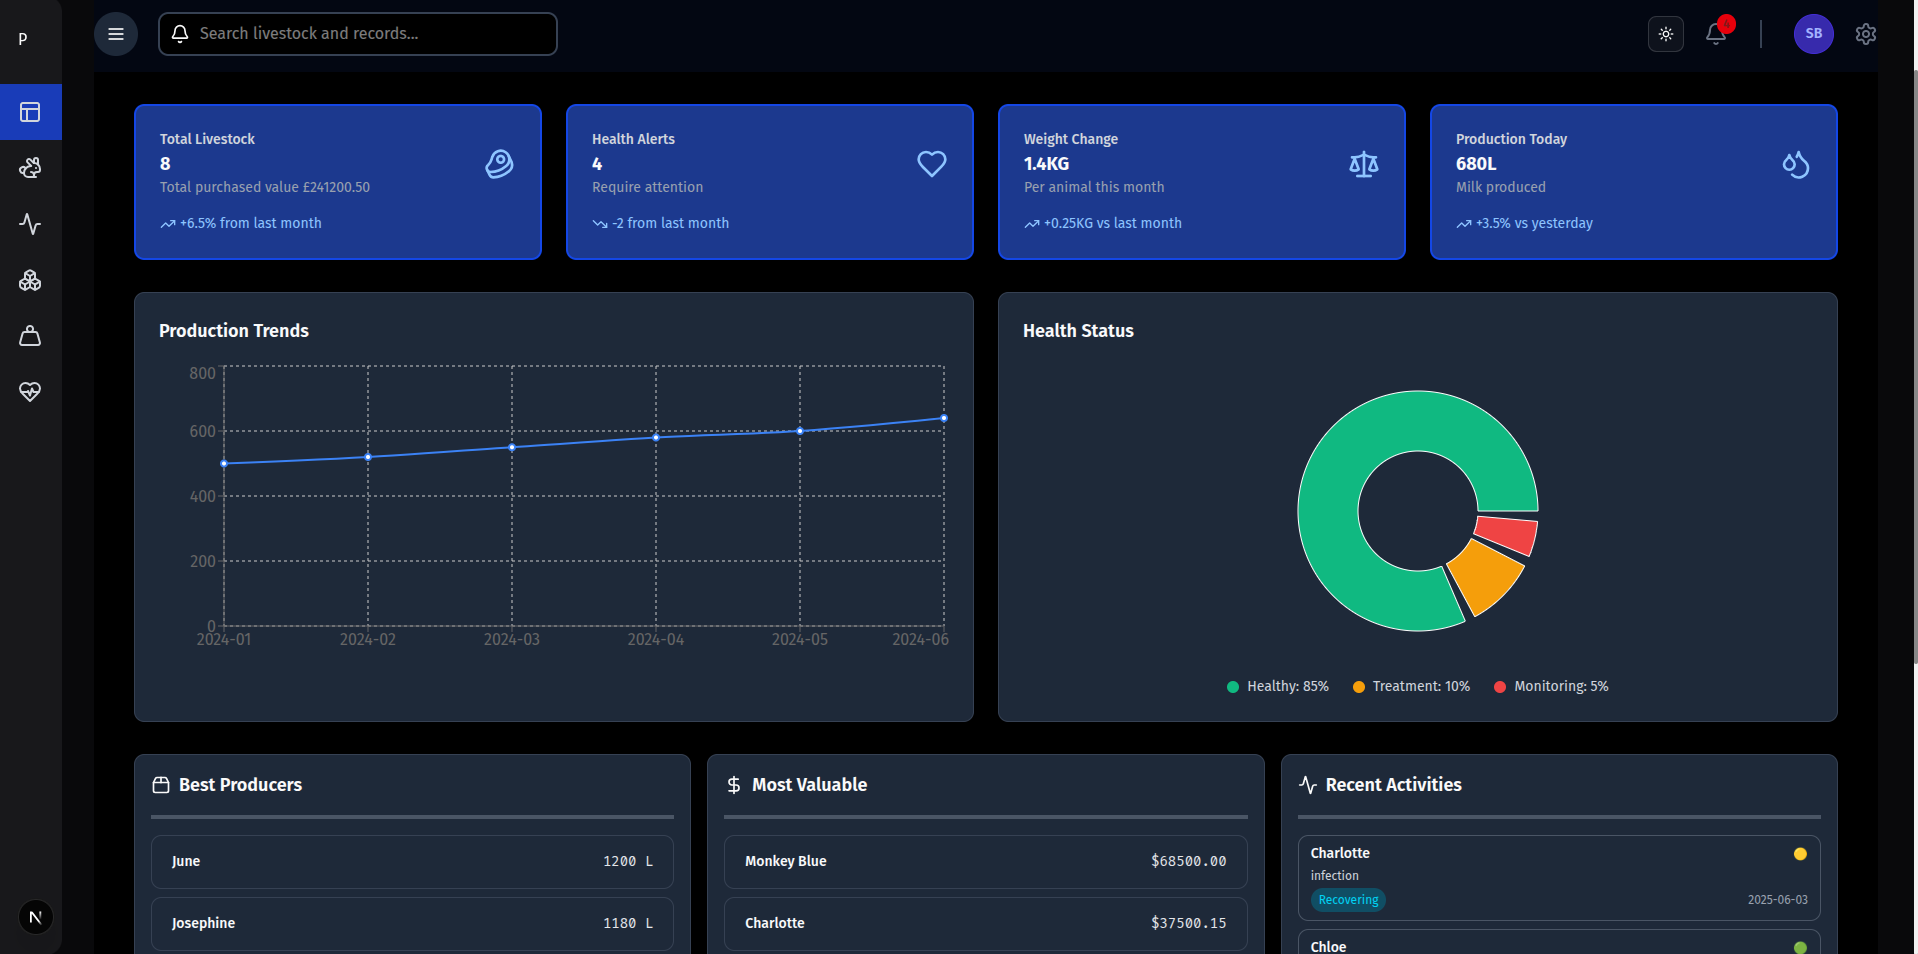 P
Search livestock and records...
SB
Total Livestock
8
Total purchased value £241200.50
+6.5% from last month
Health Alerts
4
Require attention
-2 from last month
Weight Change
1.4KG
Per animal this month
+0.25KG vs last month
Production Today
680L
Milk produced
+3.5% vs yesterday
Production Trends
800
600
400
200
0
2024-01 2024-02 2024-03 2024-04 2024-05 2024-06
Health Status
Healthy: 85% Treatment: 10% Monitoring: 5%
Best Producers
June 1200 L
Josephine 1180 L
Most Valuable
Monkey Blue $68500.00
Charlotte $37500.15
Recent Activities
Charlotte
infection
Recovering 2025-06-03
Chloe
N